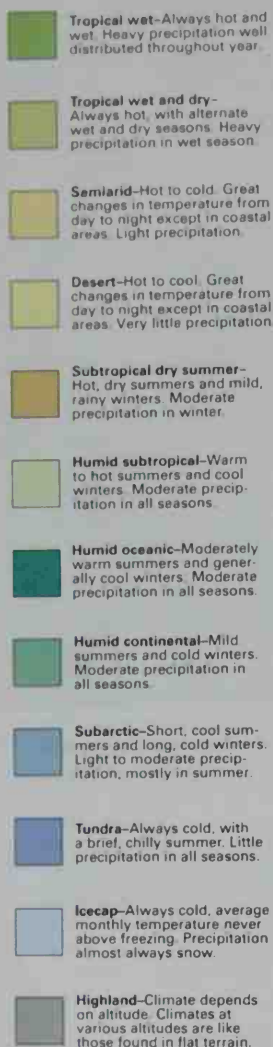 Tropical wet–Always hot and
wet. Heavy precipitation well
distributed throughout year.
Tropical wet and dry–
Always hot, with alternate
wet and dry seasons. Heavy
precipitation in wet season.
Semiarid–Hot to cold. Great
changes in temperature from
day to night except in coastal
areas. Light precipitation.
Desert–Hot to cool. Great
changes in temperature from
day to night except in coastal
areas. Very little precipitation.
Subtropical dry summer–
Hot, dry summers and mild,
rainy winters. Moderate
precipitation in winter.
Humid subtropical–Warm
to hot summers and cool
winters. Moderate precip-
itation in all seasons.
Humid oceanic–Moderately
warm summers and gener-
ally cool winters. Moderate
precipitation in all seasons.
Humid continental–Mild
summers and cold winters.
Moderate precipitation in
all seasons.
Subarctic–Short, cool sum-
mers and long, cold winters.
Light to moderate precip-
itation, mostly in summer.
Tundra–Always cold, with
a brief, chilly summer. Little
precipitation in all seasons.
Icecap–Always cold, average
monthly temperature never
above freezing. Precipitation
almost always snow.
Highland–Climate depends
on altitude. Climates at
various altitudes are like
those found in flat terrain.